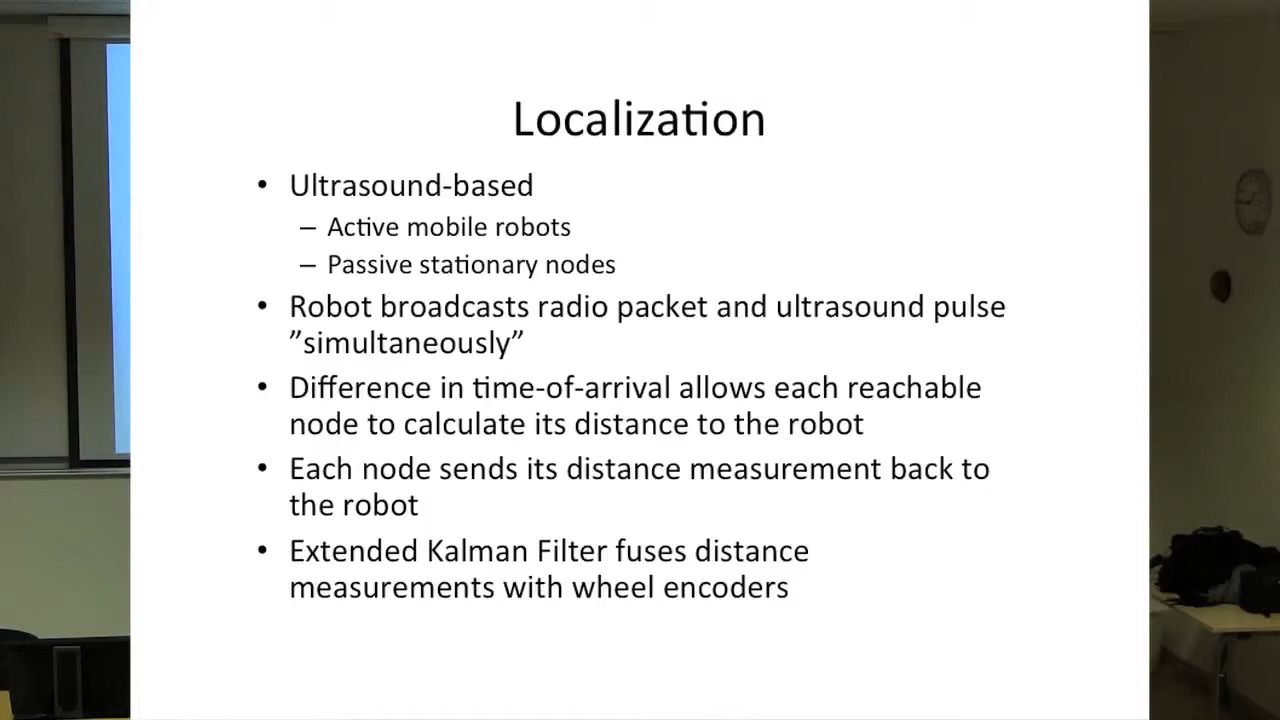 Localization
• Ultrasound-based
– Active mobile robots
– Passive stationary nodes
• Robot broadcasts radio packet and ultrasound pulse
”simultaneously”
• Difference in time-of-arrival allows each reachable
node to calculate its distance to the robot
• Each node sends its distance measurement back to
the robot
• Extended Kalman Filter fuses distance
measurements with wheel encoders